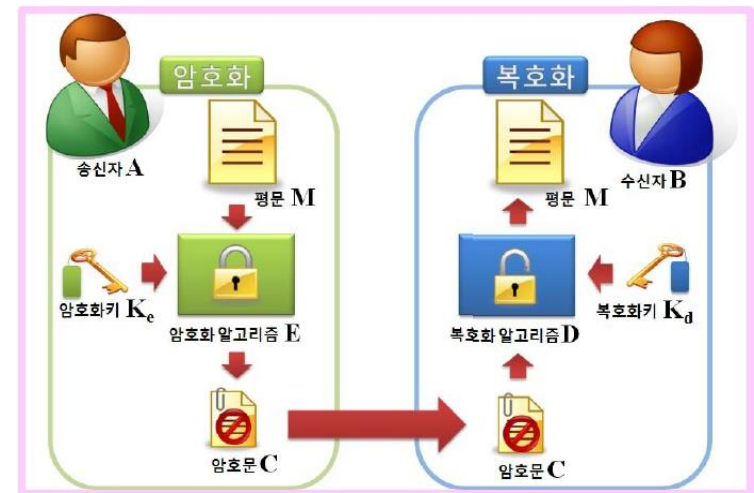 암호화
송신자 A
평문 M
암호화키 Ke
암호화 알고리즘 E
암호문 C
복호화
수신자 B
평문 M
복호화키 Kd
복호화 알고리즘 D
암호문 C